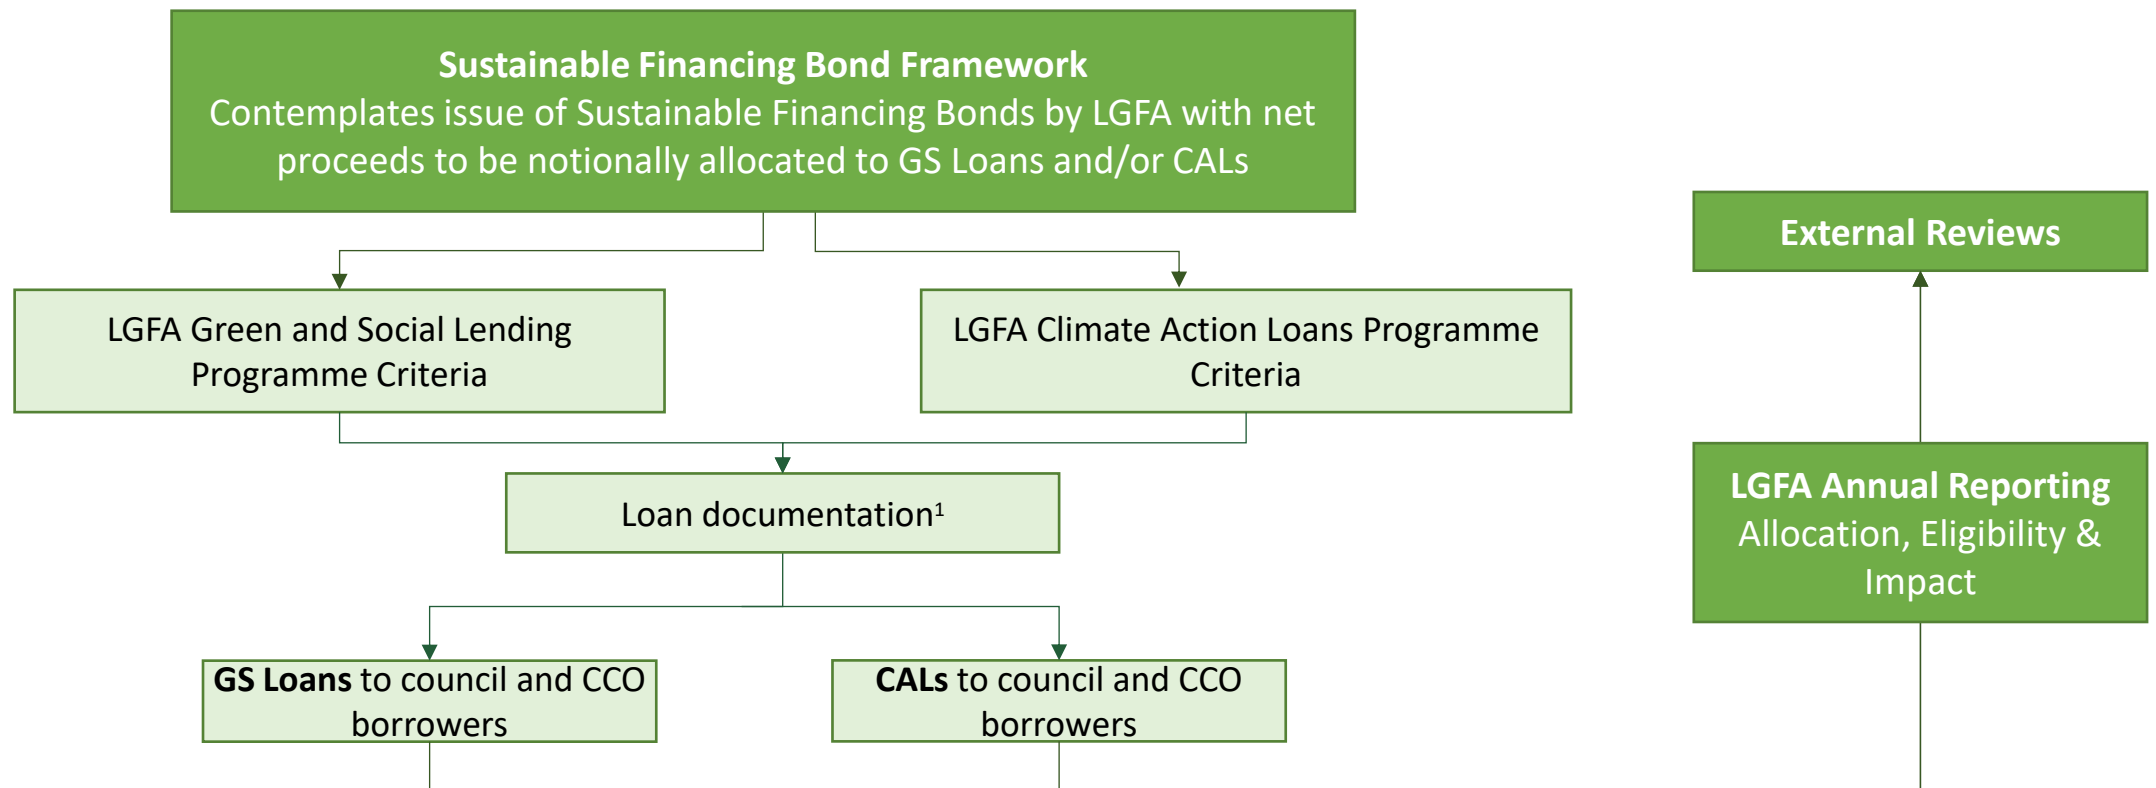 Sustainable Financing Bond Framework
Contemplates issue of Sustainable Financing Bonds by LGFA with net
proceeds to be notionally allocated to GS Loans and/or CALs
External Reviews
LGFA Green and Social Lending
Programme Criteria
LGFA Climate Action Loans Programme
Criteria
Loan documentation¹
LGFA Annual Reporting
Allocation, Eligibility &
Impact
GS Loans to council and CCO
borrowers
CALs to council and CCO
borrowers